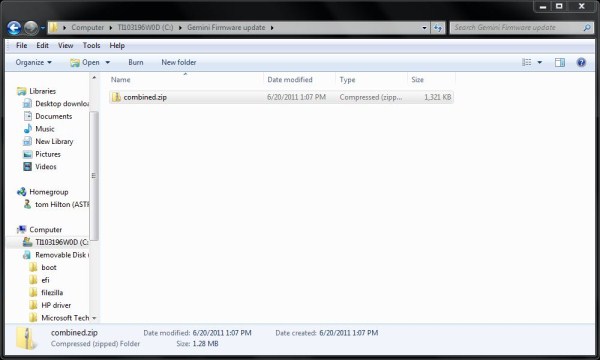 Computer ▸ TI103196W0D (C:) ▸ Gemini Firmware update ▸
Search Gemini Firmware update
File Edit View Tools Help
Organize Open Burn New folder
Name Date modified Type Size
combined.zip 6/20/2011 1:07 PM Compressed (zipp... 1,321 KB
Libraries
Desktop downloa
Documents
Music
New Library
Pictures
Videos
Homegroup
tom Hilton (AST
Computer
TI103196W0D (C:
Removable Disk (
boot
efi
filezilla
HP driver
Microsoft Tech
combined.zip Date modified: 6/20/2011 1:07 PM Date created: 6/20/2011 1:07 PM
Compressed (zipped) Folder Size: 1.28 MB